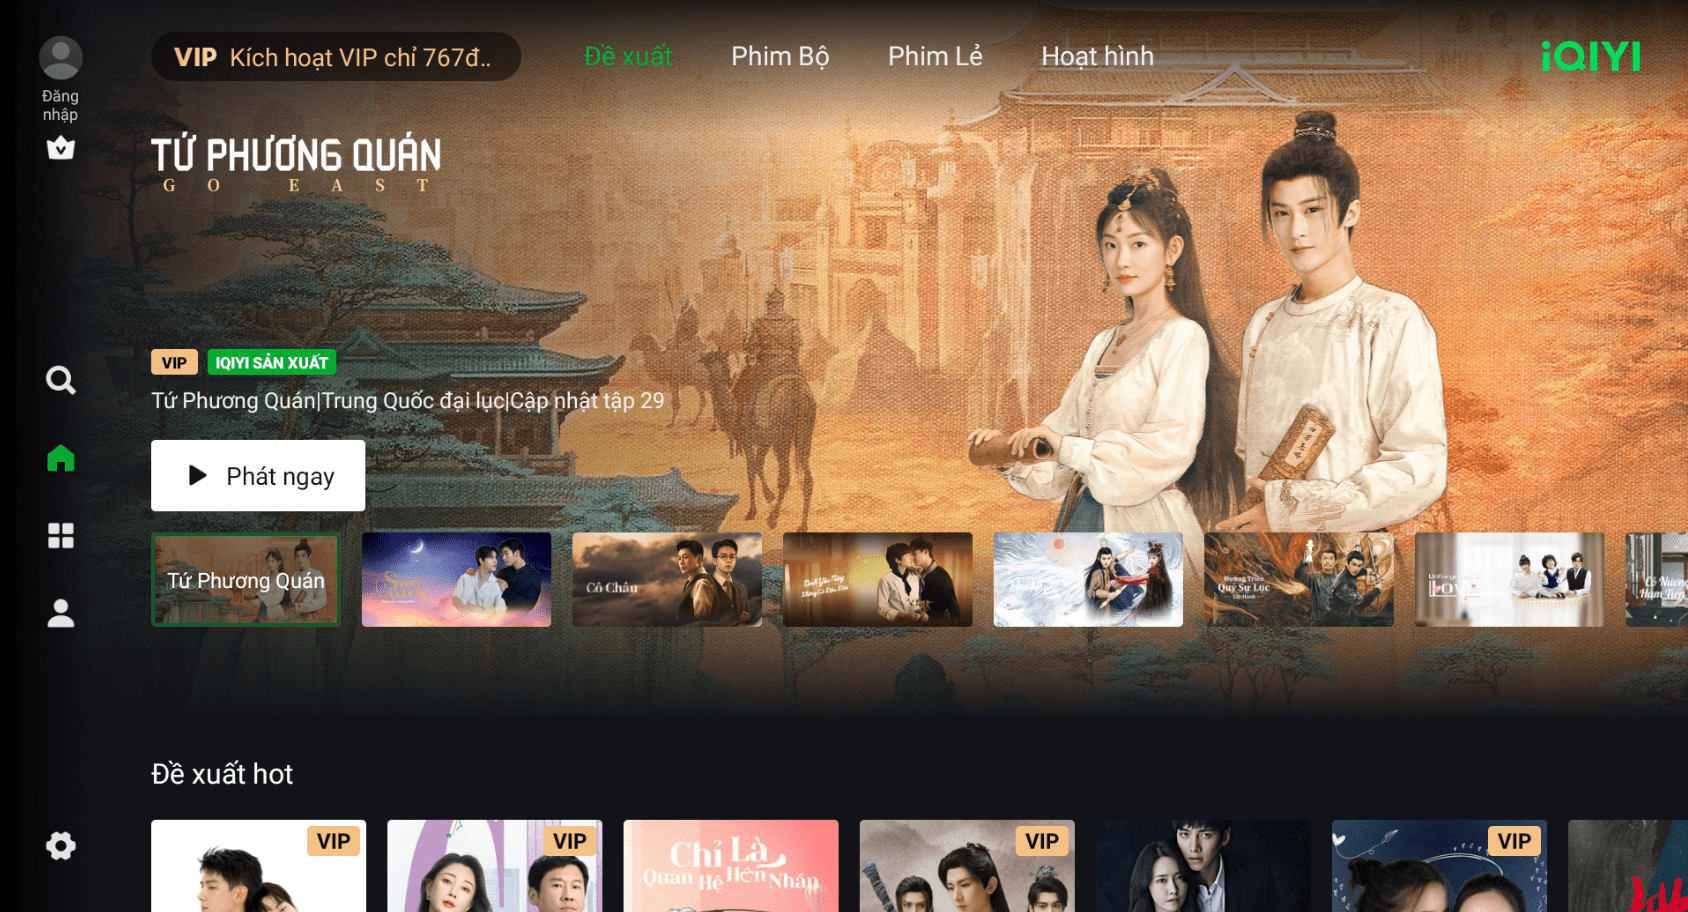 VIP Kích hoạt VIP chỉ 767đ..
Đề xuất
Phim Bộ
Phim Lẻ
Hoạt hình
iQIYI
Đăng
nhập
TỨ PHƯƠNG QUÁN
GO EAST
VIP
IQIYI SẢN XUẤT
Tứ Phương Quán|Trung Quốc đại lục|Cập nhật tập 29
Phát ngay
Tứ Phương Quán
Cô Châu
Quỷ Sự Lục
Đề xuất hot
VIP
VIP
Chỉ Là
Quan Hệ Hôn Nhân
VIP
VIP